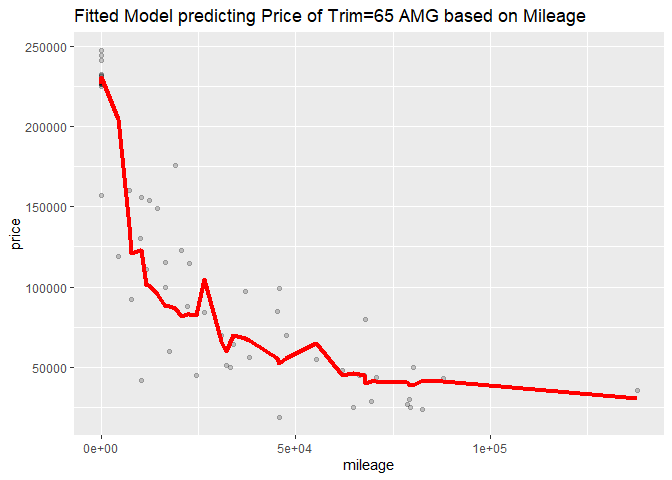 Fitted Model predicting Price of Trim=65 AMG based on Mileage
250000
200000
150000
100000
50000
price
0e+00 5e+04 1e+05
mileage